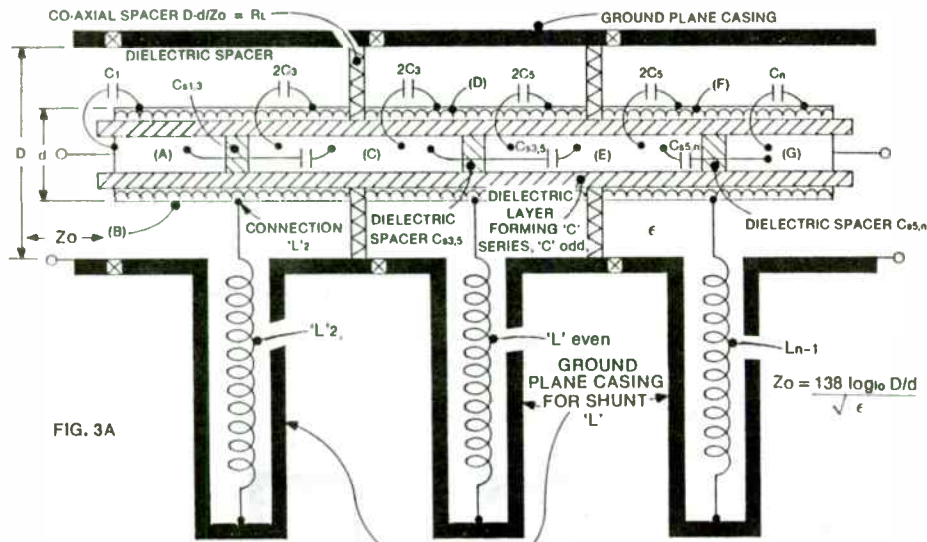 CO-AXIAL SPACER D-d/Zo = RL
GROUND PLANE CASING
DIELECTRIC SPACER
C1
Cs1,3
2C3
2C3
(D)
2C5
2C5
(F)
Cn
D
d
(A)
(C)
Cs3,5
(E)
Cs5,n
(G)
(B)
Zo
CONNECTION
'L'2
DIELECTRIC
SPACER Cs3,5
DIELECTRIC
LAYER
FORMING 'C'
SERIES, 'C' odd
ϵ
DIELECTRIC SPACER Cs5,n
'L'2,
'L' even
Ln-1
GROUND
PLANE CASING
FOR SHUNT
'L'
Zo = 138 log10 D/d
√ ϵ
FIG. 3A